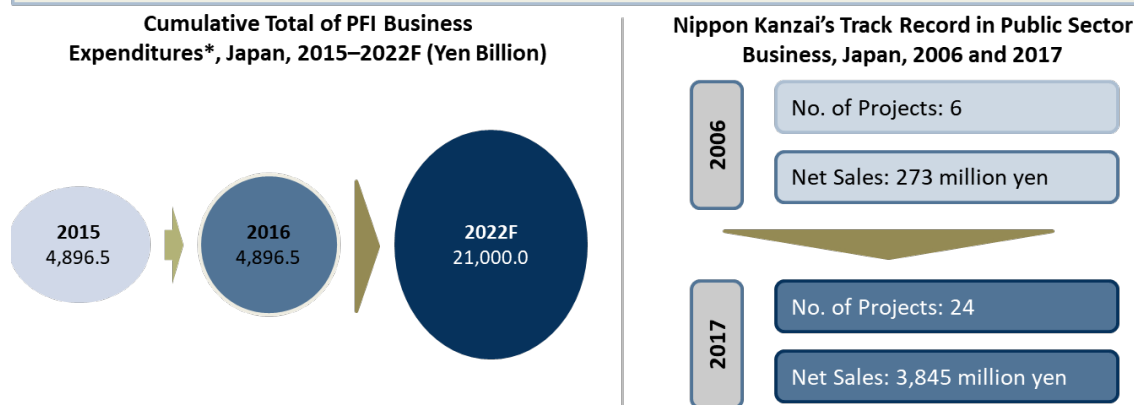 Cumulative Total of PFI Business
Expenditures*, Japan, 2015–2022F (Yen Billion)
2015
4,896.5
2016
4,896.5
2022F
21,000.0
Nippon Kanzai's Track Record in Public Sector
Business, Japan, 2006 and 2017
2006
No. of Projects: 6
Net Sales: 273 million yen
2017
No. of Projects: 24
Net Sales: 3,845 million yen